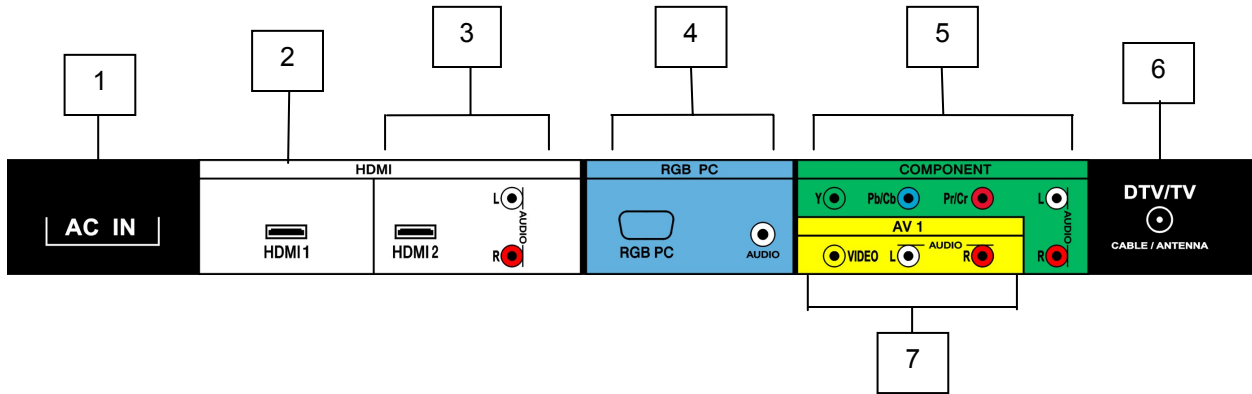 1
2
3
4
5
6
HDMI
RGB PC
COMPONENT
AC IN
HDMI 1
HDMI 2
L
R
AUDIO
RGB PC
AUDIO
Y
Pb/Cb
Pr/Cr
L
R
AUDIO
AV 1
VIDEO
L
AUDIO
R
DTV/TV
CABLE / ANTENNA
7